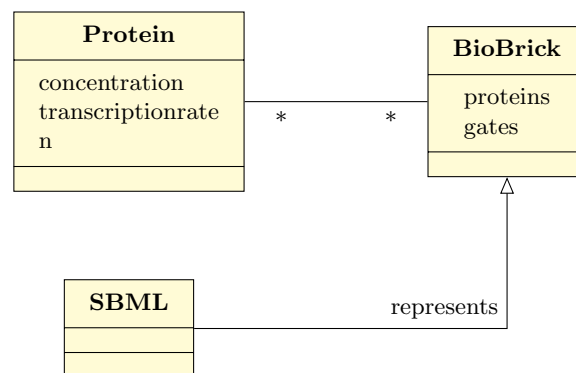 Protein
concentration
transcriptionrate
n
*
*
BioBrick
proteins
gates
represents
SBML